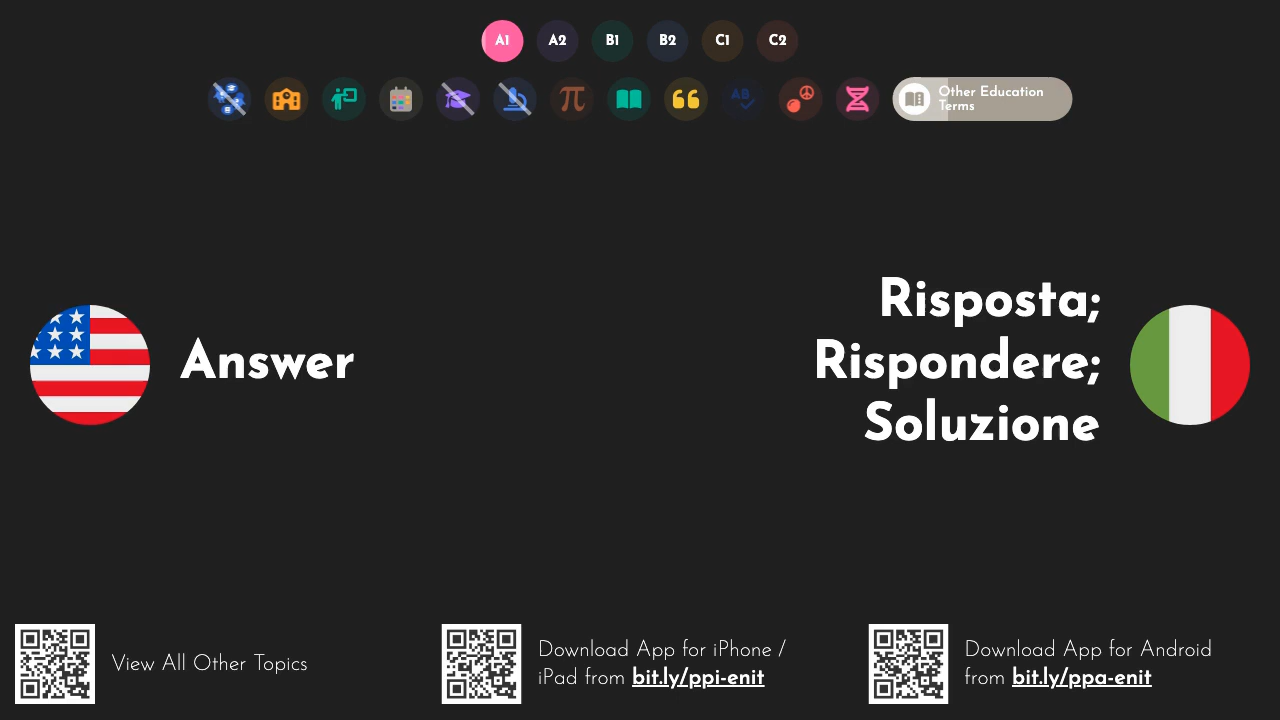 A1 A2 B1 B2 C1 C2
Other Education
Terms
Answer
Risposta;
Rispondere;
Soluzione
View All Other Topics
Download App for iPhone /
iPad from bit.ly/ppi-enit
Download App for Android
from bit.ly/ppa-enit